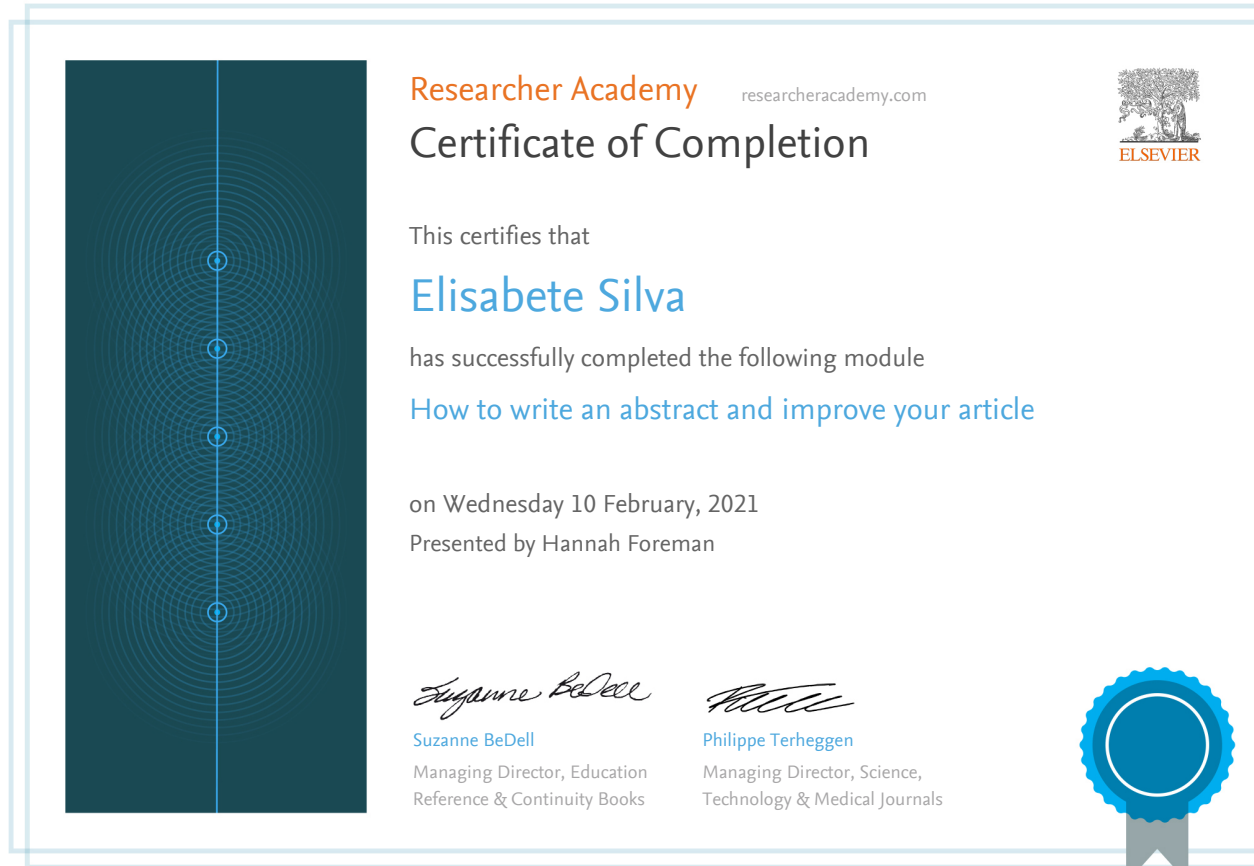 Researcher Academy researcheracademy.com
Certificate of Completion
ELSEVIER
This certifies that
Elisabete Silva
has successfully completed the following module
How to write an abstract and improve your article
on Wednesday 10 February, 2021
Presented by Hannah Foreman
Suzanne BeDell
Suzanne BeDell
Managing Director, Education
Reference & Continuity Books
Philippe Terheggen
Managing Director, Science,
Technology & Medical Journals